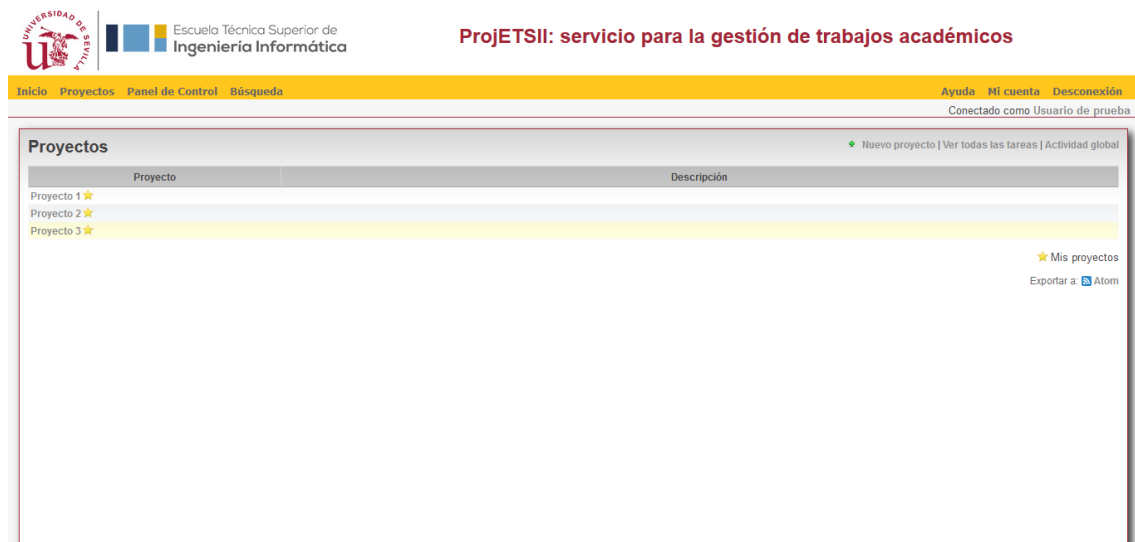 UNIVERSIDAD DE SEVILLA
Escuela Técnica Superior de
Ingeniería Informática
ProjETSII: servicio para la gestión de trabajos académicos
Inicio Proyectos Panel de Control Búsqueda Ayuda Mi cuenta Desconexión
Conectado como Usuario de prueba
Proyectos Nuevo proyecto | Ver todas las tareas | Actividad global
Proyecto Descripción
Proyecto 1
Proyecto 2
Proyecto 3
Mis proyectos
Exportar a: Atom